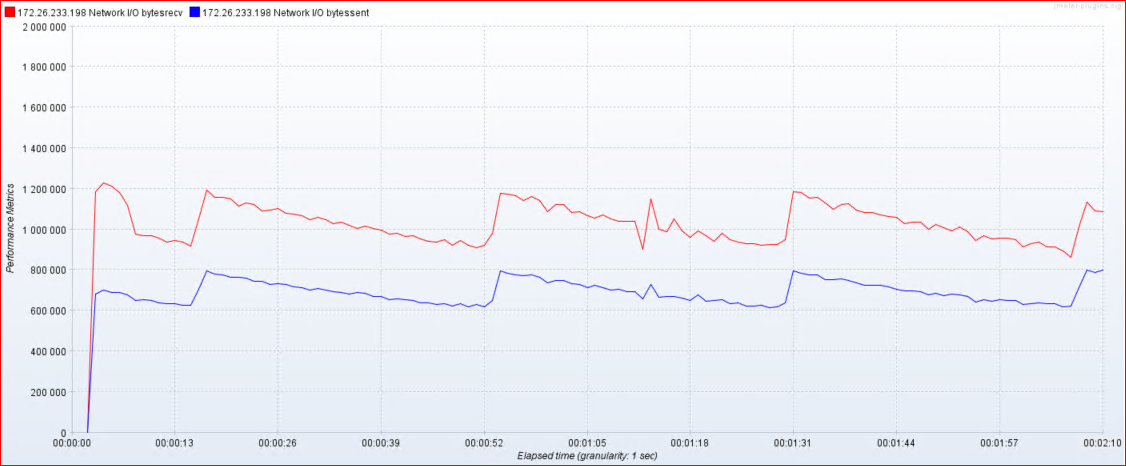 172.26.233.198 Network I/O bytesrecv 172.26.233.198 Network I/O bytessent
jmeter-plugins.org
2 000 000
1 800 000
1 600 000
1 400 000
1 200 000
1 000 000
800 000
600 000
400 000
200 000
0
Performance Metrics
00:00:00 00:00:13 00:00:26 00:00:39 00:00:52 00:01:05 00:01:18 00:01:31 00:01:44 00:01:57 00:02:10
Elapsed time (granularity: 1 sec)